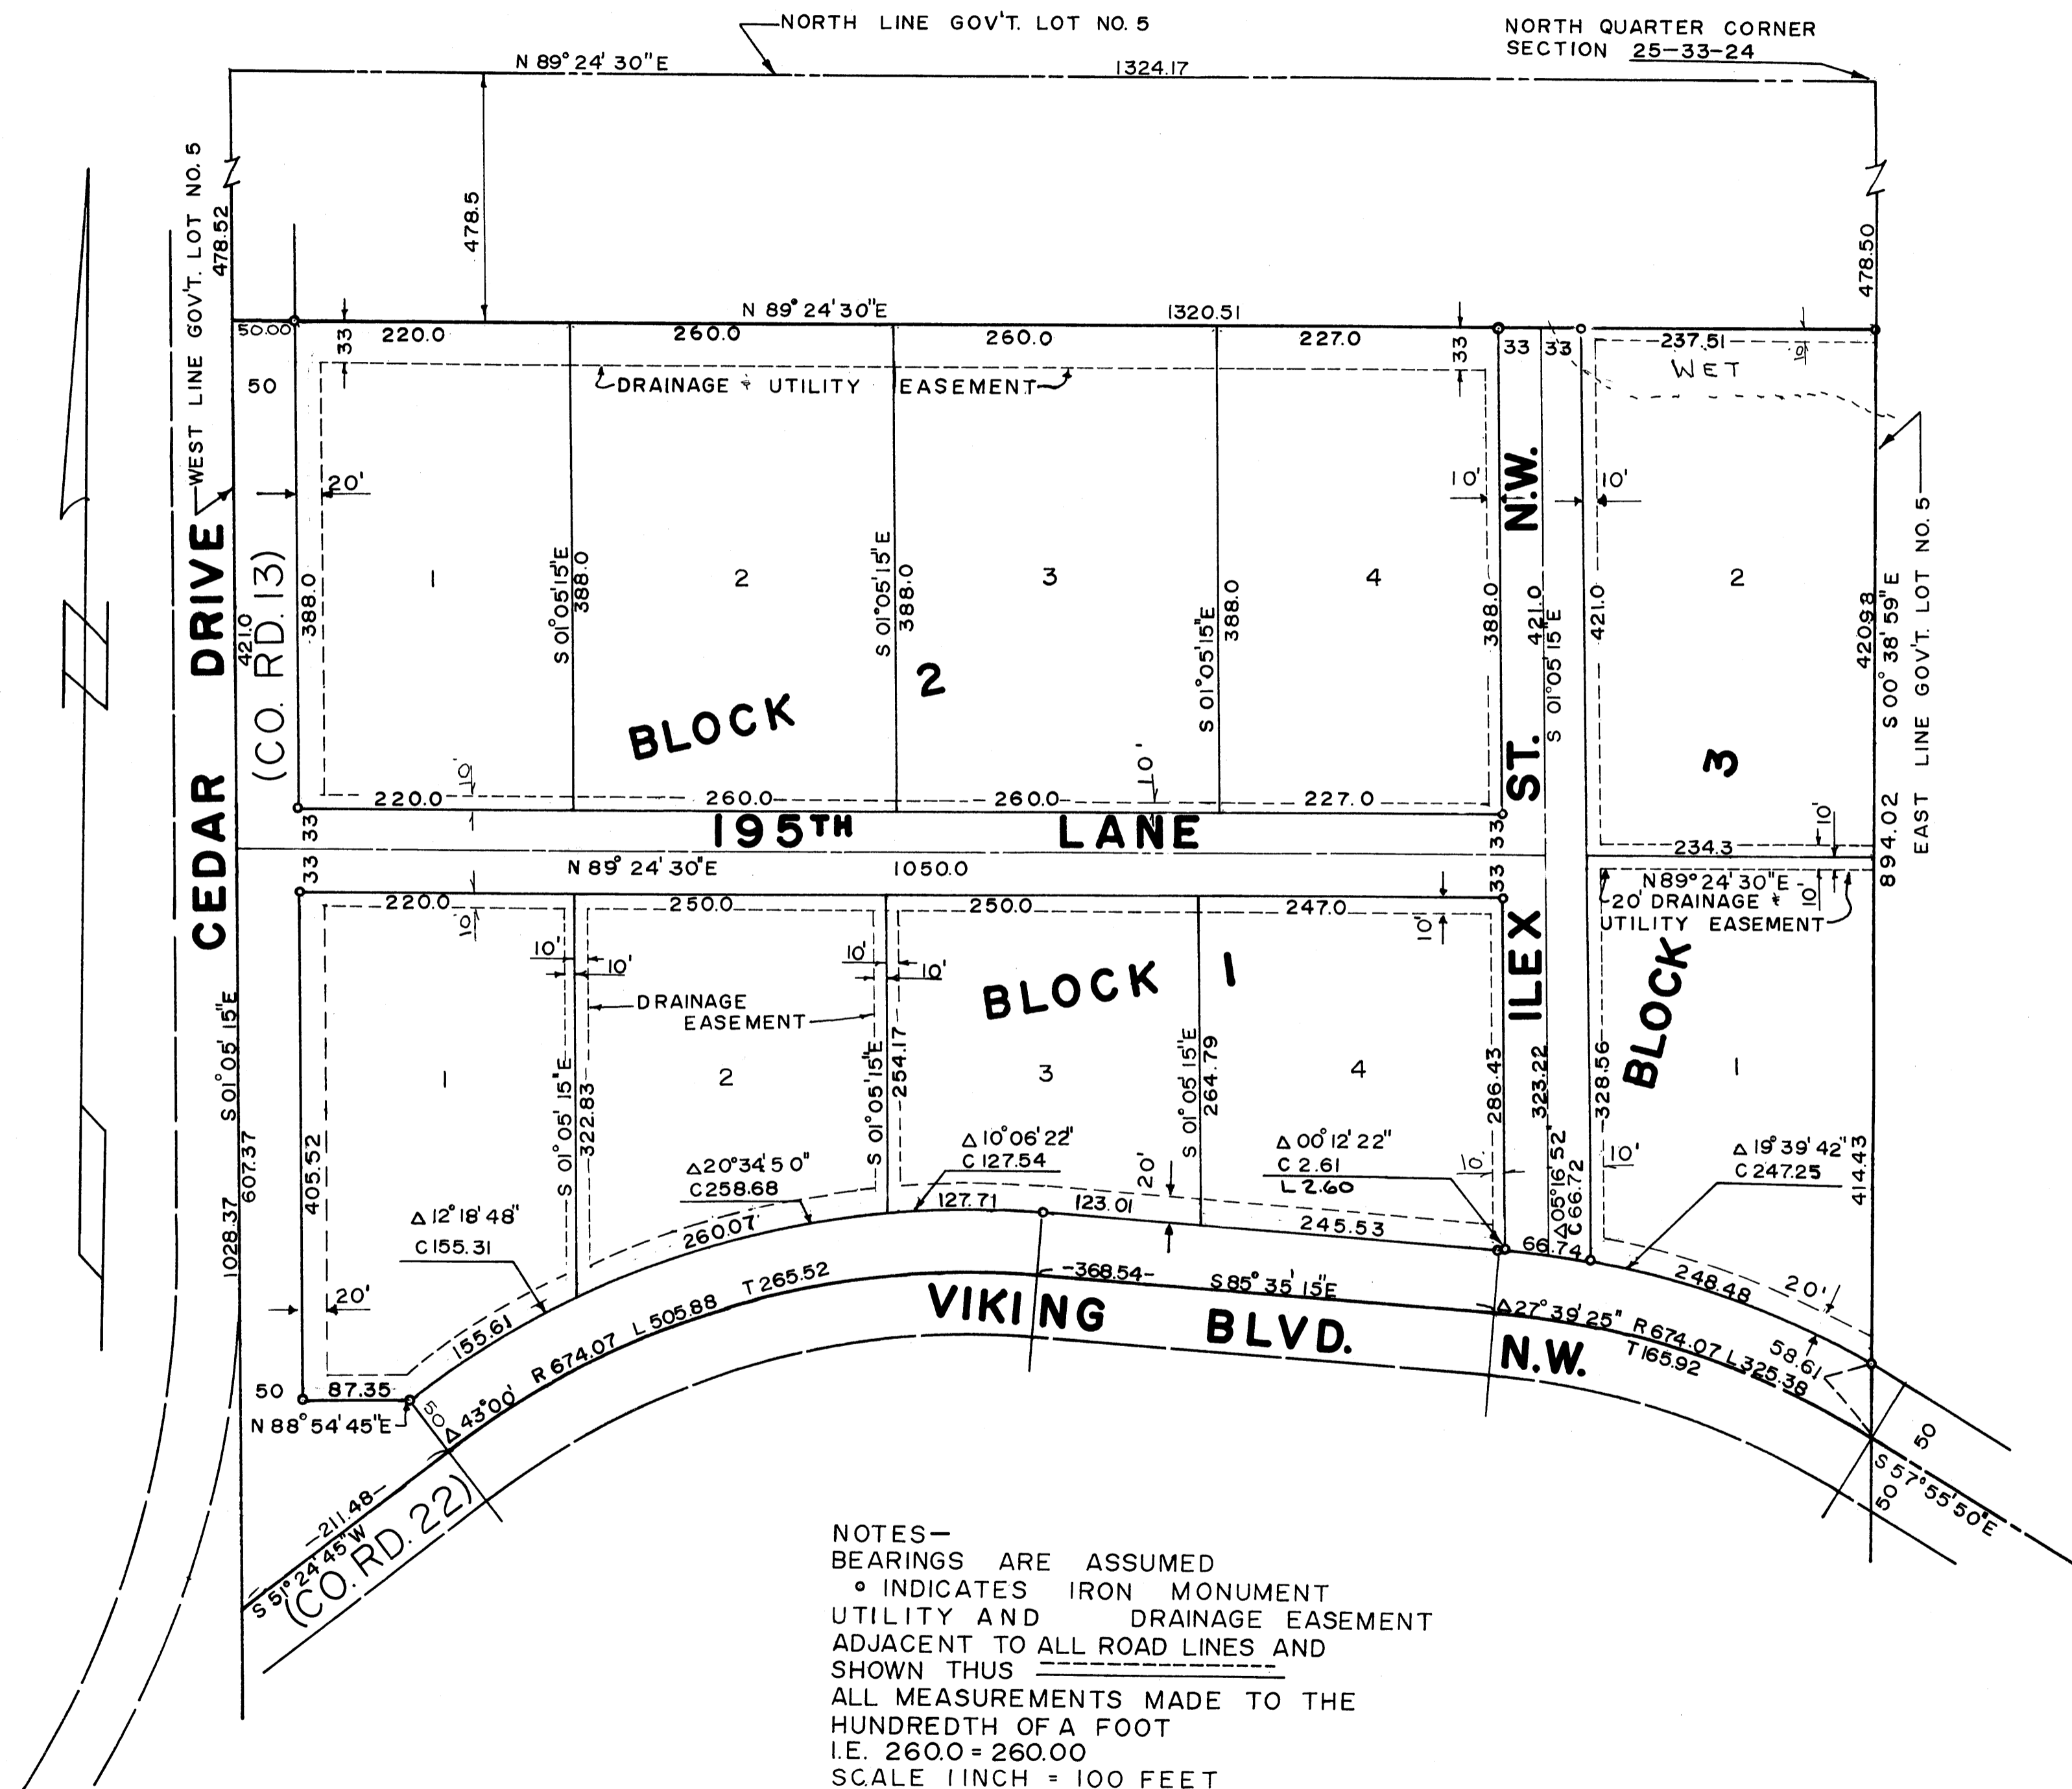 NORTH LINE GOV'T. LOT NO. 5
NORTH QUARTER CORNER
SECTION 25-33-24
N 89° 24' 30" E
1324.17
WEST LINE GOV'T. LOT NO. 5
478.52
478.5
478.50
N 89° 24' 30" E
1320.51
50.00
33
220.0
260.0
260.0
227.0
33
33
33
237.51
10'
WET
50
DRAINAGE & UTILITY EASEMENT
20'
10'
10'
CEDAR DRIVE
(CO. RD. 13)
421.0
388.0
1
S 01° 05' 15" E
388.0
2
S 01° 05' 15" E
388.0
3
S 01° 05' 15" E
388.0
4
388.0
421.0
S 01° 05' 15" E
421.0
2
420.98
S 00° 38' 59" E
EAST LINE GOV'T. LOT NO. 5
BLOCK 2
ILEX ST. N.W.
BLOCK 3
10'
10'
220.0
260.0
260.0
227.0
10'
234.3
894.02
33
195TH LANE
33
33
N 89° 24' 30" E
1050.0
33
N 89° 24' 30" E
20' DRAINAGE &
UTILITY EASEMENT
10'
220.0
250.0
250.0
247.0
10'
10'
10'
10'
10'
10'
BLOCK 1
DRAINAGE
EASEMENT
S 01° 05' 15" E
607.37
1028.37
405.52
1
S 01° 05' 15" E
322.83
2
S 01° 05' 15" E
254.17
3
S 01° 05' 15" E
264.79
4
286.43
323.22
328.56
1
414.43
Δ 12° 18' 48"
C 155.31
Δ 20° 34' 50"
C 258.68
Δ 10° 06' 22"
C 127.54
20'
Δ 00° 12' 22"
C 2.61
L 2.60
10'
Δ 05° 16' 52"
C 66.72
10'
Δ 19° 39' 42"
C 247.25
20'
155.61
260.07
127.71
123.01
245.53
66.74
248.48
20'
58.61
50
87.35
N 88° 54' 45" E
50
Δ 43° 00' R 674.07 L 505.88 T 265.52
368.54
S 85° 35' 15" E
Δ 27° 39' 25" R 674.07 L 325.38
T 165.92
VIKING BLVD. N.W.
211.48
S 51° 24' 45" W
(CO. RD. 22)
50
50
S 57° 55' 50" E
NOTES—
BEARINGS ARE ASSUMED
o INDICATES IRON MONUMENT
UTILITY AND DRAINAGE EASEMENT
ADJACENT TO ALL ROAD LINES AND
SHOWN THUS
ALL MEASUREMENTS MADE TO THE
HUNDREDTH OF A FOOT
I.E. 260.0 = 260.00
SCALE 1 INCH = 100 FEET